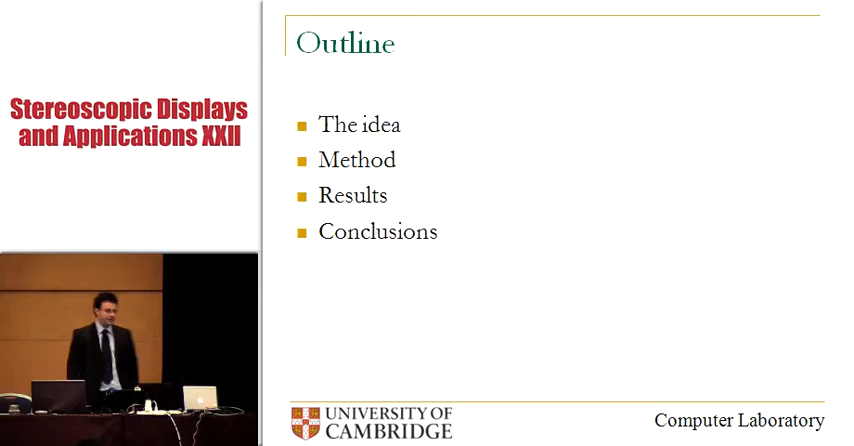 Stereoscopic Displays
and Applications XXII
Outline
The idea
Method
Results
Conclusions
UNIVERSITY OF
CAMBRIDGE
Computer Laboratory